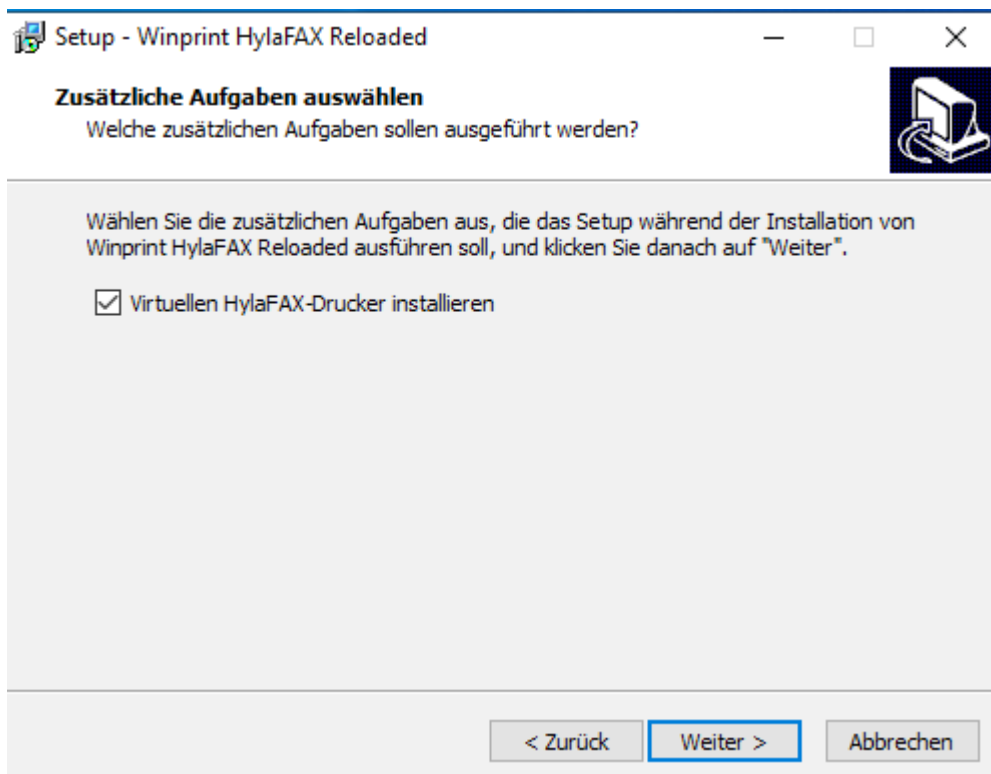 Setup - Winprint HylaFAX Reloaded
Zusätzliche Aufgaben auswählen
Welche zusätzlichen Aufgaben sollen ausgeführt werden?
Wählen Sie die zusätzlichen Aufgaben aus, die das Setup während der Installation von
Winprint HylaFAX Reloaded ausführen soll, und klicken Sie danach auf "Weiter".
Virtuellen HylaFAX-Drucker installieren
< Zurück
Weiter >
Abbrechen